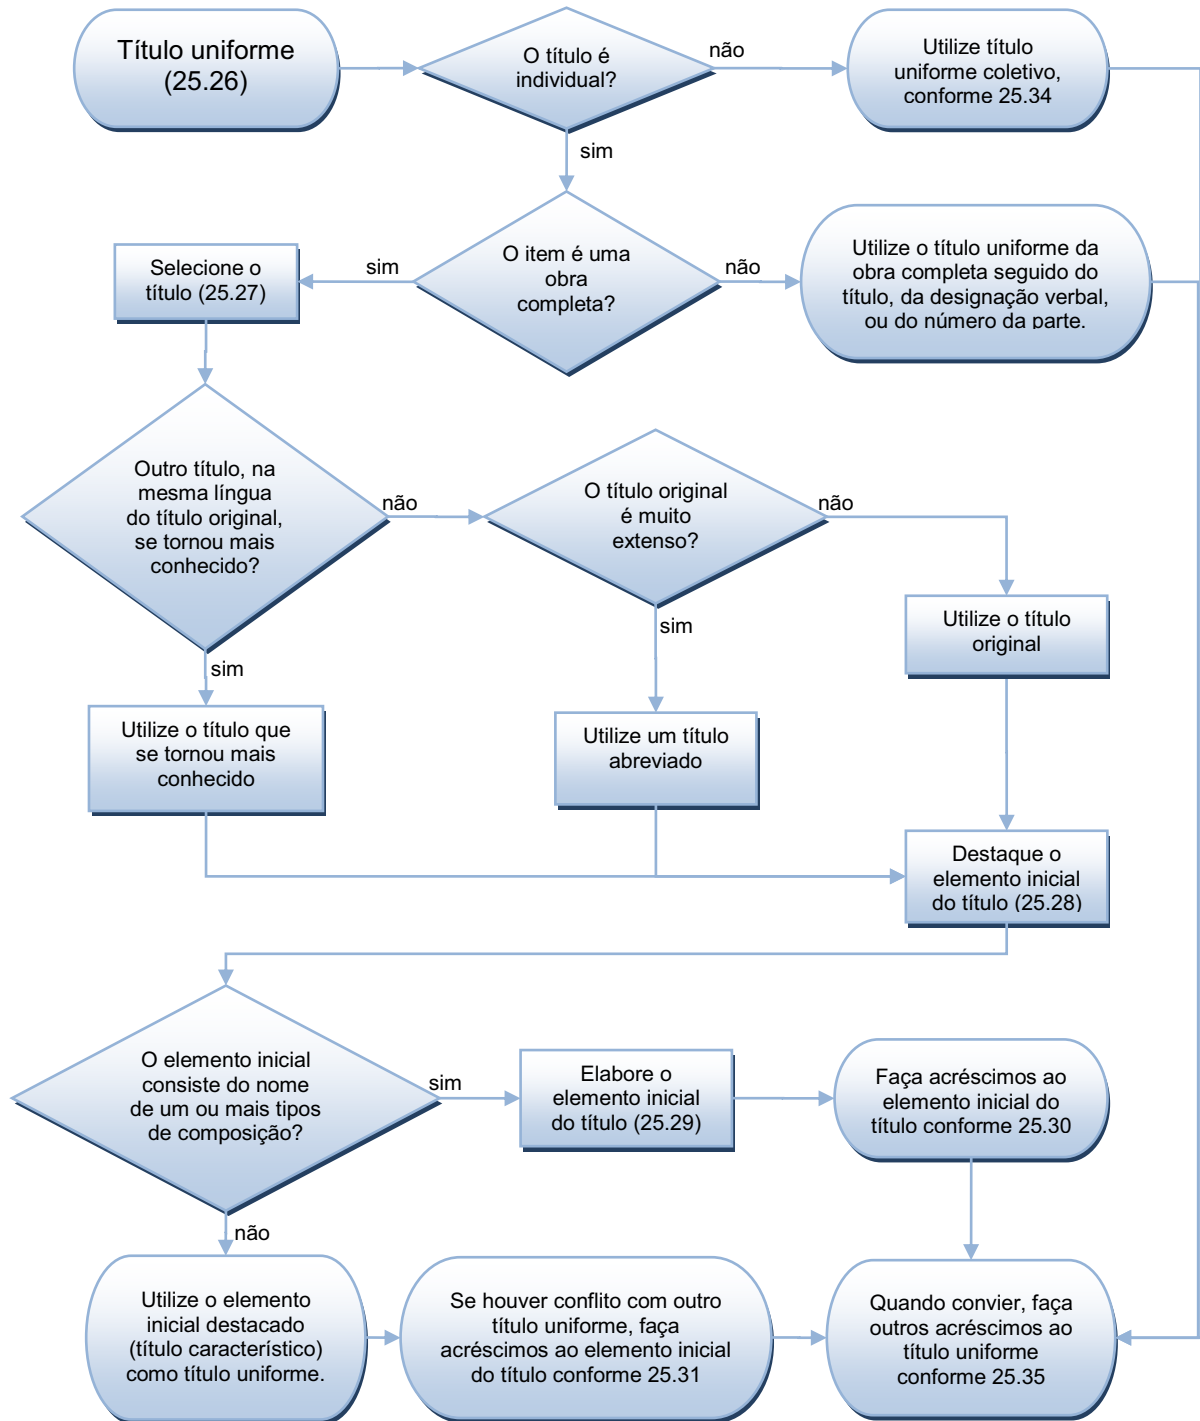 Título uniforme
(25.26)
O título é
individual?
não
Utilize título
uniforme coletivo,
conforme 25.34
sim
Selecione o
título (25.27)
sim
O item é uma
obra
completa?
não
Utilize o título uniforme da
obra completa seguido do
título, da designação verbal,
ou do número da parte.
Outro título, na
mesma língua
do título original,
se tornou mais
conhecido?
não
O título original
é muito
extenso?
não
Utilize o título
original
sim
sim
Utilize o título que
se tornou mais
conhecido
Utilize um título
abreviado
Destaque o
elemento inicial
do título (25.28)
O elemento inicial
consiste do nome
de um ou mais tipos
de composição?
sim
Elabore o
elemento inicial
do título (25.29)
Faça acréscimos ao
elemento inicial do
título conforme 25.30
não
Utilize o elemento
inicial destacado
(título característico)
como título uniforme.
Se houver conflito com outro
título uniforme, faça
acréscimos ao elemento inicial
do título conforme 25.31
Quando convier, faça
outros acréscimos ao
título uniforme
conforme 25.35